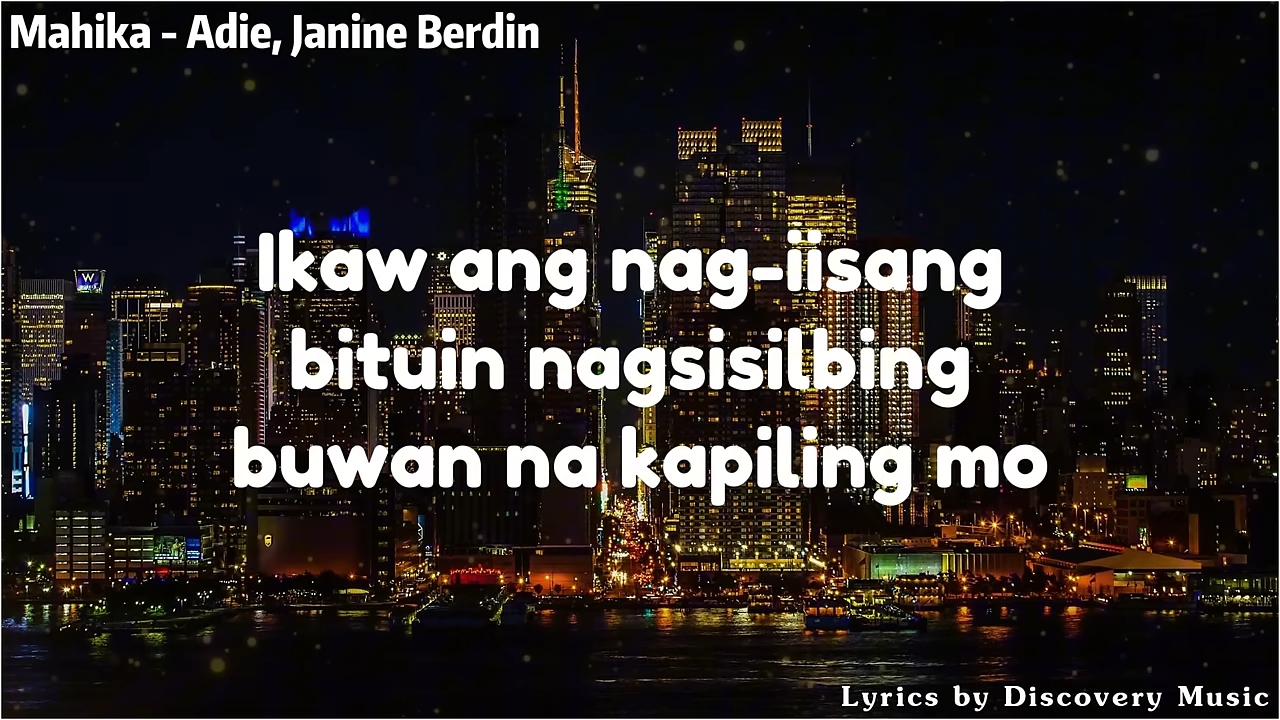 Mahika - Adie, Janine Berdin
W
Ikaw ang nag-iisang
bituin nagsisilbing
buwan na kapiling mo
Lyrics by Discovery Music